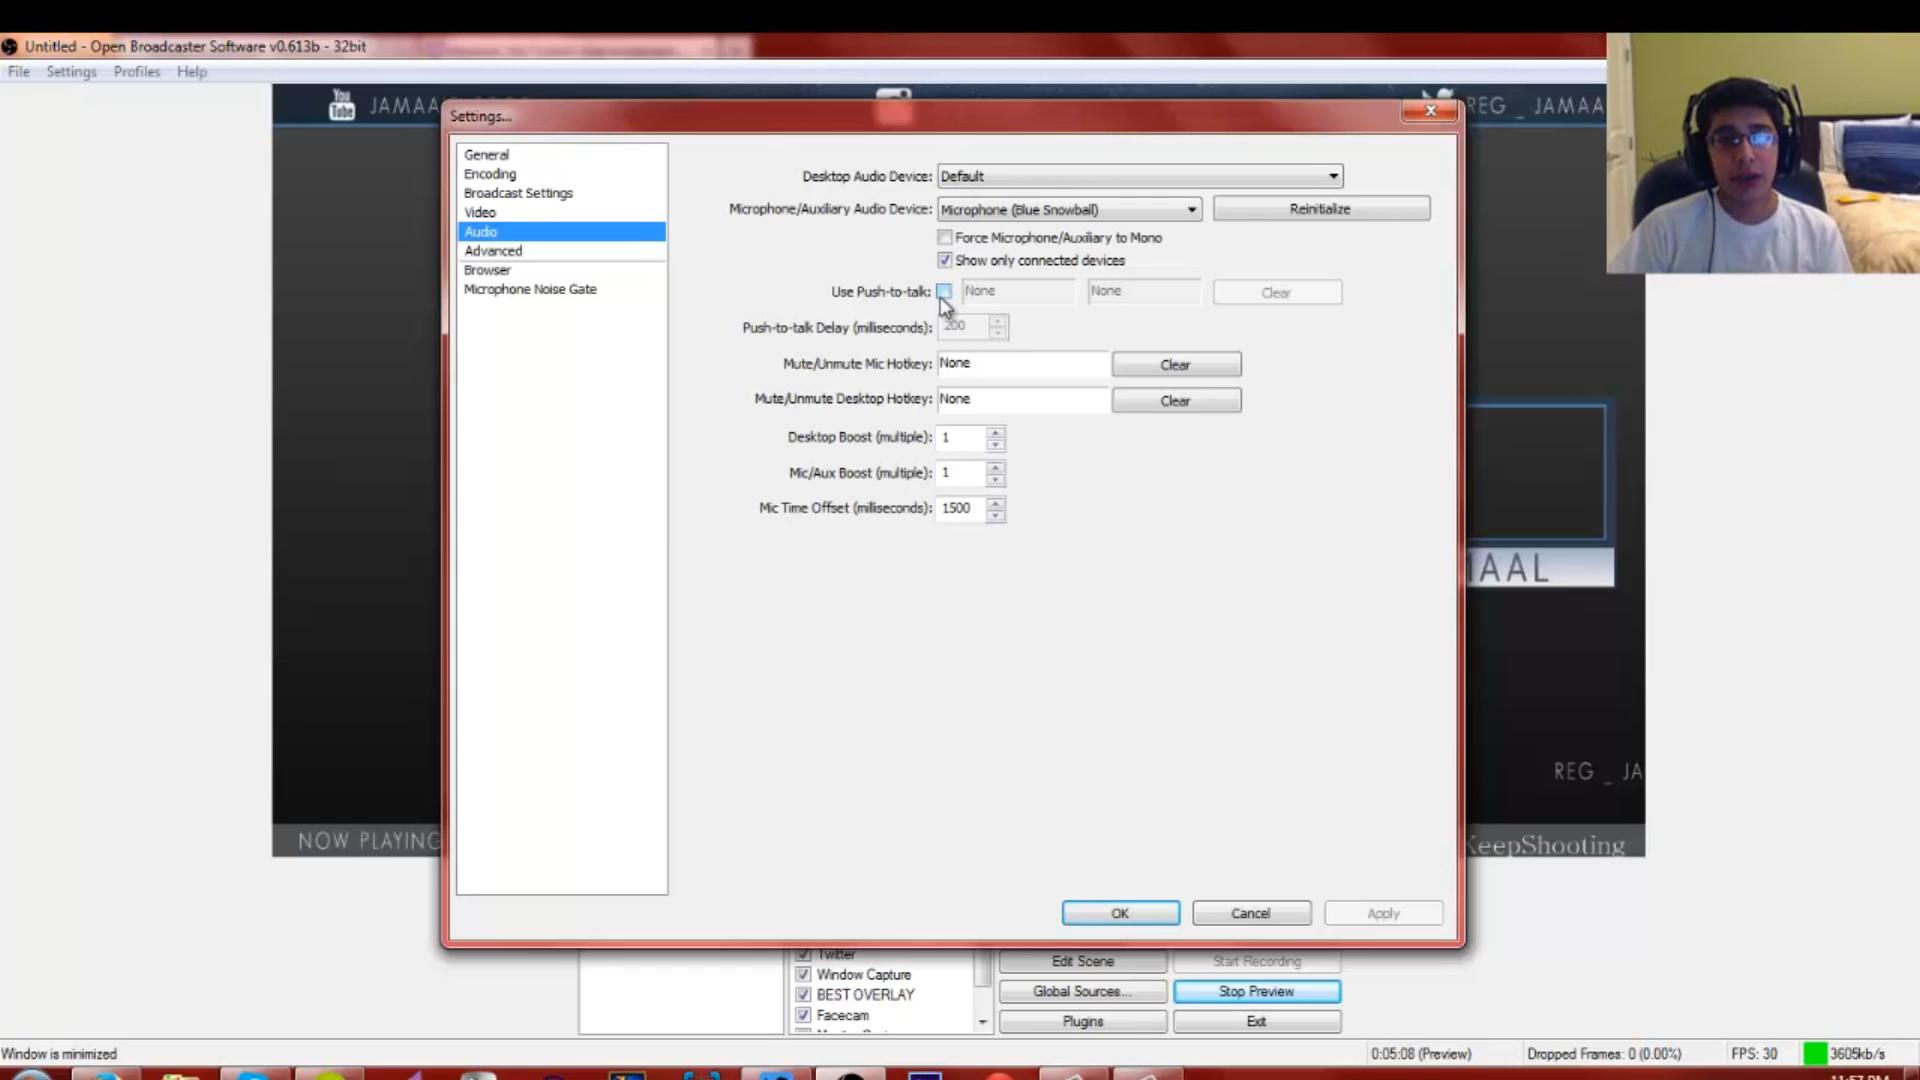 Untitled - Open Broadcaster Software v0.613b - 32bit
File Settings Profiles Help
You Tube JAMAA
REG _ JAMAA
Settings...
General
Encoding
Broadcast Settings
Video
Audio
Advanced
Browser
Microphone Noise Gate
Desktop Audio Device: Default
Microphone/Auxiliary Audio Device: Microphone (Blue Snowball) Reinitialize
Force Microphone/Auxiliary to Mono
Show only connected devices
Use Push-to-talk: None None Clear
Push-to-talk Delay (milliseconds): 200
Mute/Unmute Mic Hotkey: None Clear
Mute/Unmute Desktop Hotkey: None Clear
Desktop Boost (multiple): 1
Mic/Aux Boost (multiple): 1
Mic Time Offset (milliseconds): 1500
AAL
REG _ JA
NOW PLAYING
KeepShooting
OK Cancel Apply
Twitter
Window Capture
BEST OVERLAY
Facecam
Edit Scene Start Recording
Global Sources... Stop Preview
Plugins Exit
Window is minimized
0:05:08 (Preview) Dropped Frames: 0 (0.00%) FPS: 30 3605kb/s